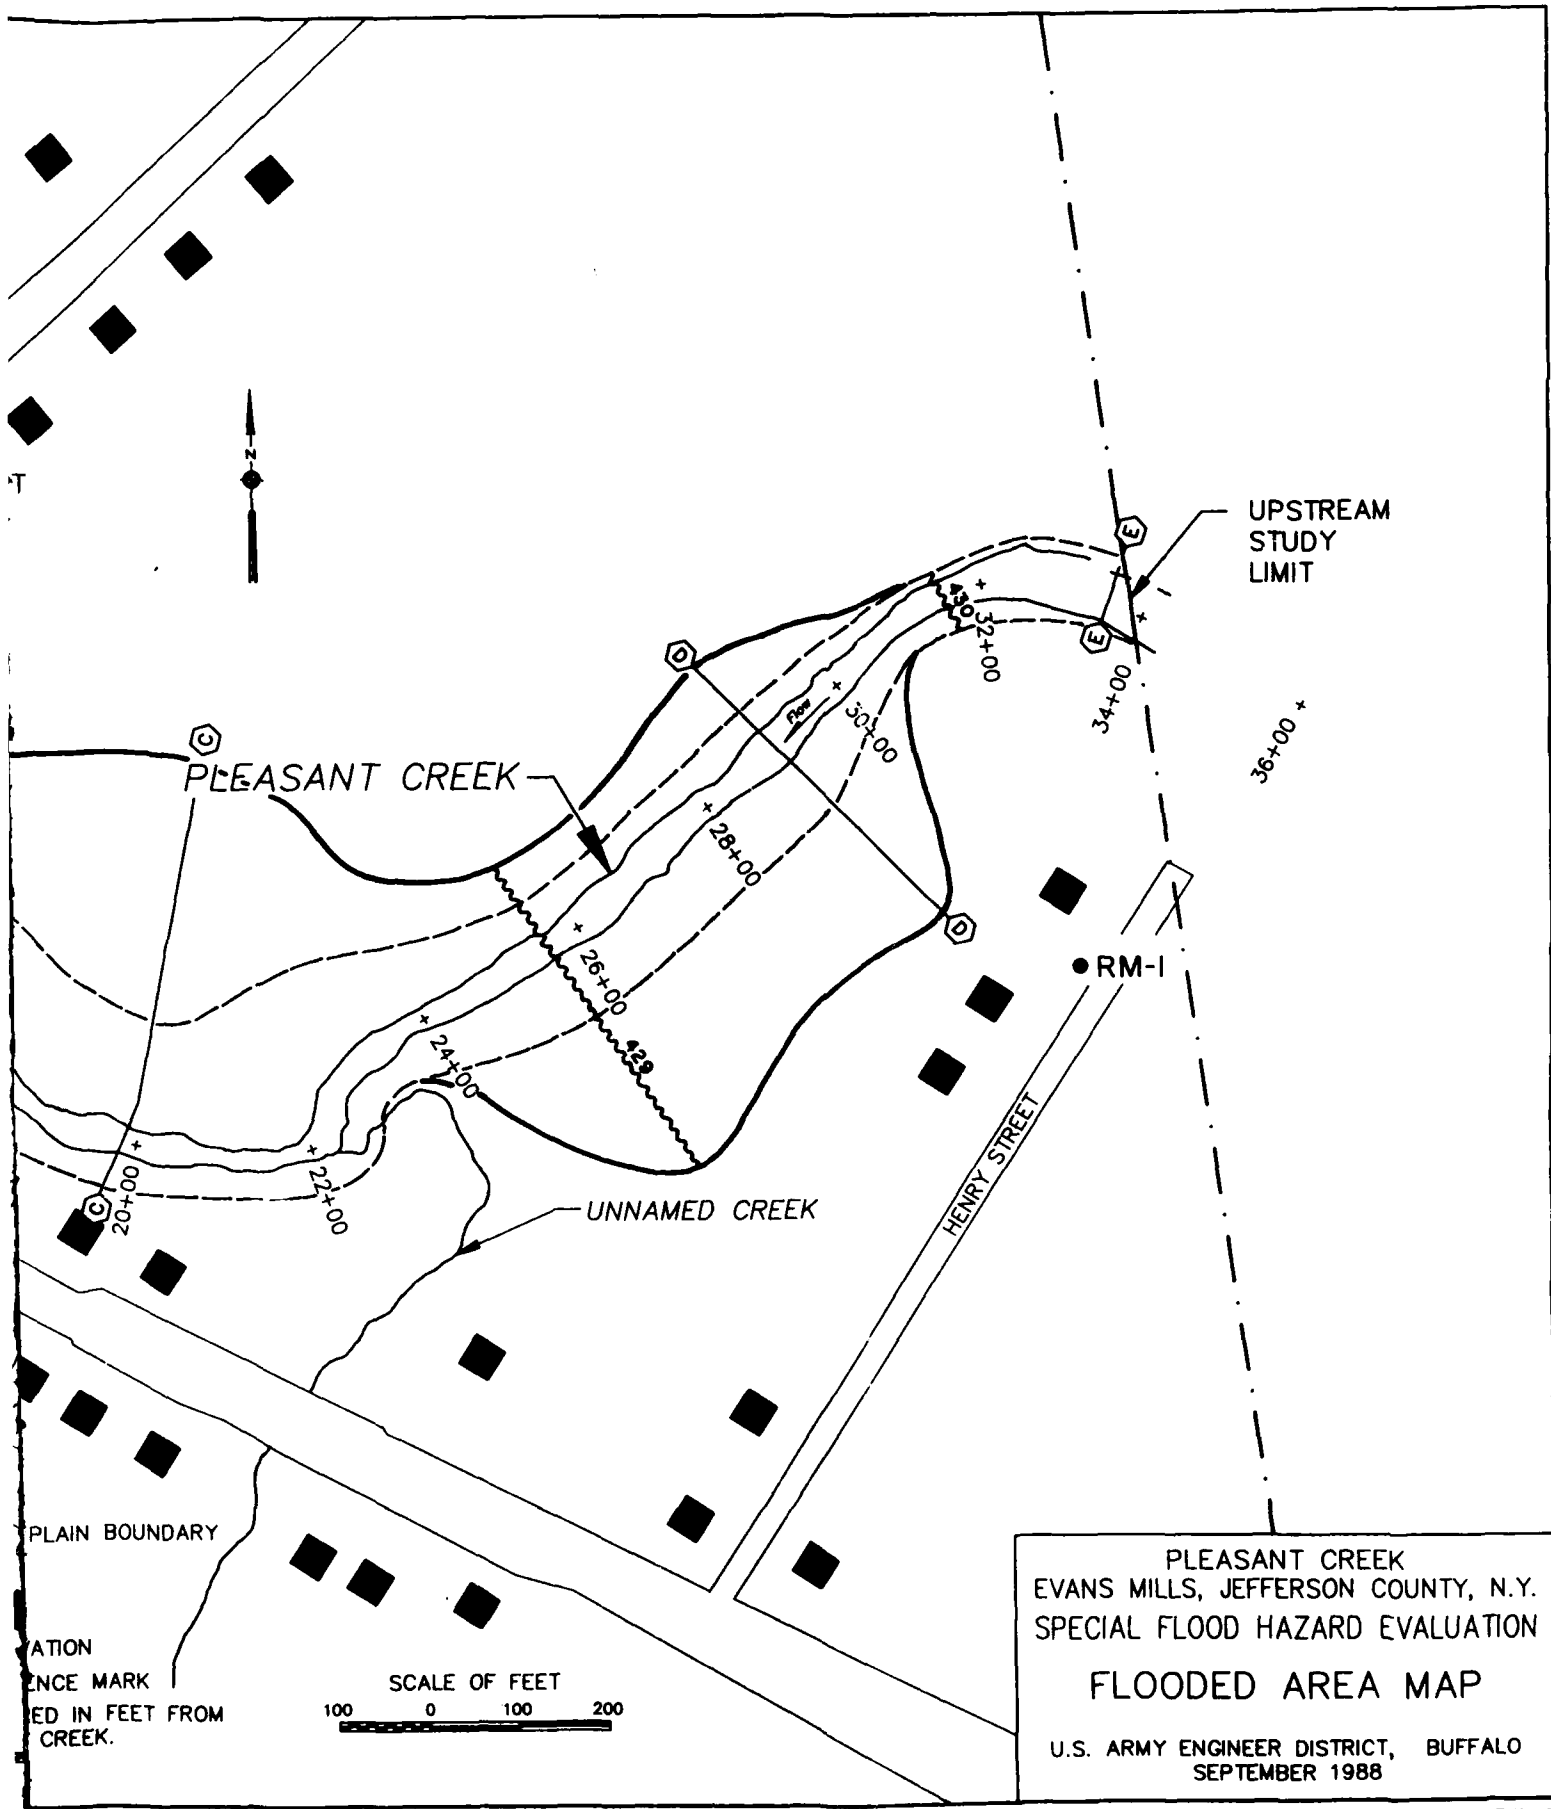 N
T
UPSTREAM
STUDY
LIMIT
E
E
430
32+00
34+00
36+00
D
Flow
30+00
C
PLEASANT CREEK
28+00
D
RM-1
26+00
429
24+00
HENRY STREET
22+00
20+00
C
UNNAMED CREEK
PLAIN BOUNDARY
ATION
ENCE MARK
ED IN FEET FROM
CREEK.
SCALE OF FEET
100 0 100 200
PLEASANT CREEK
EVANS MILLS, JEFFERSON COUNTY, N.Y.
SPECIAL FLOOD HAZARD EVALUATION
FLOODED AREA MAP
U.S. ARMY ENGINEER DISTRICT, BUFFALO
SEPTEMBER 1988